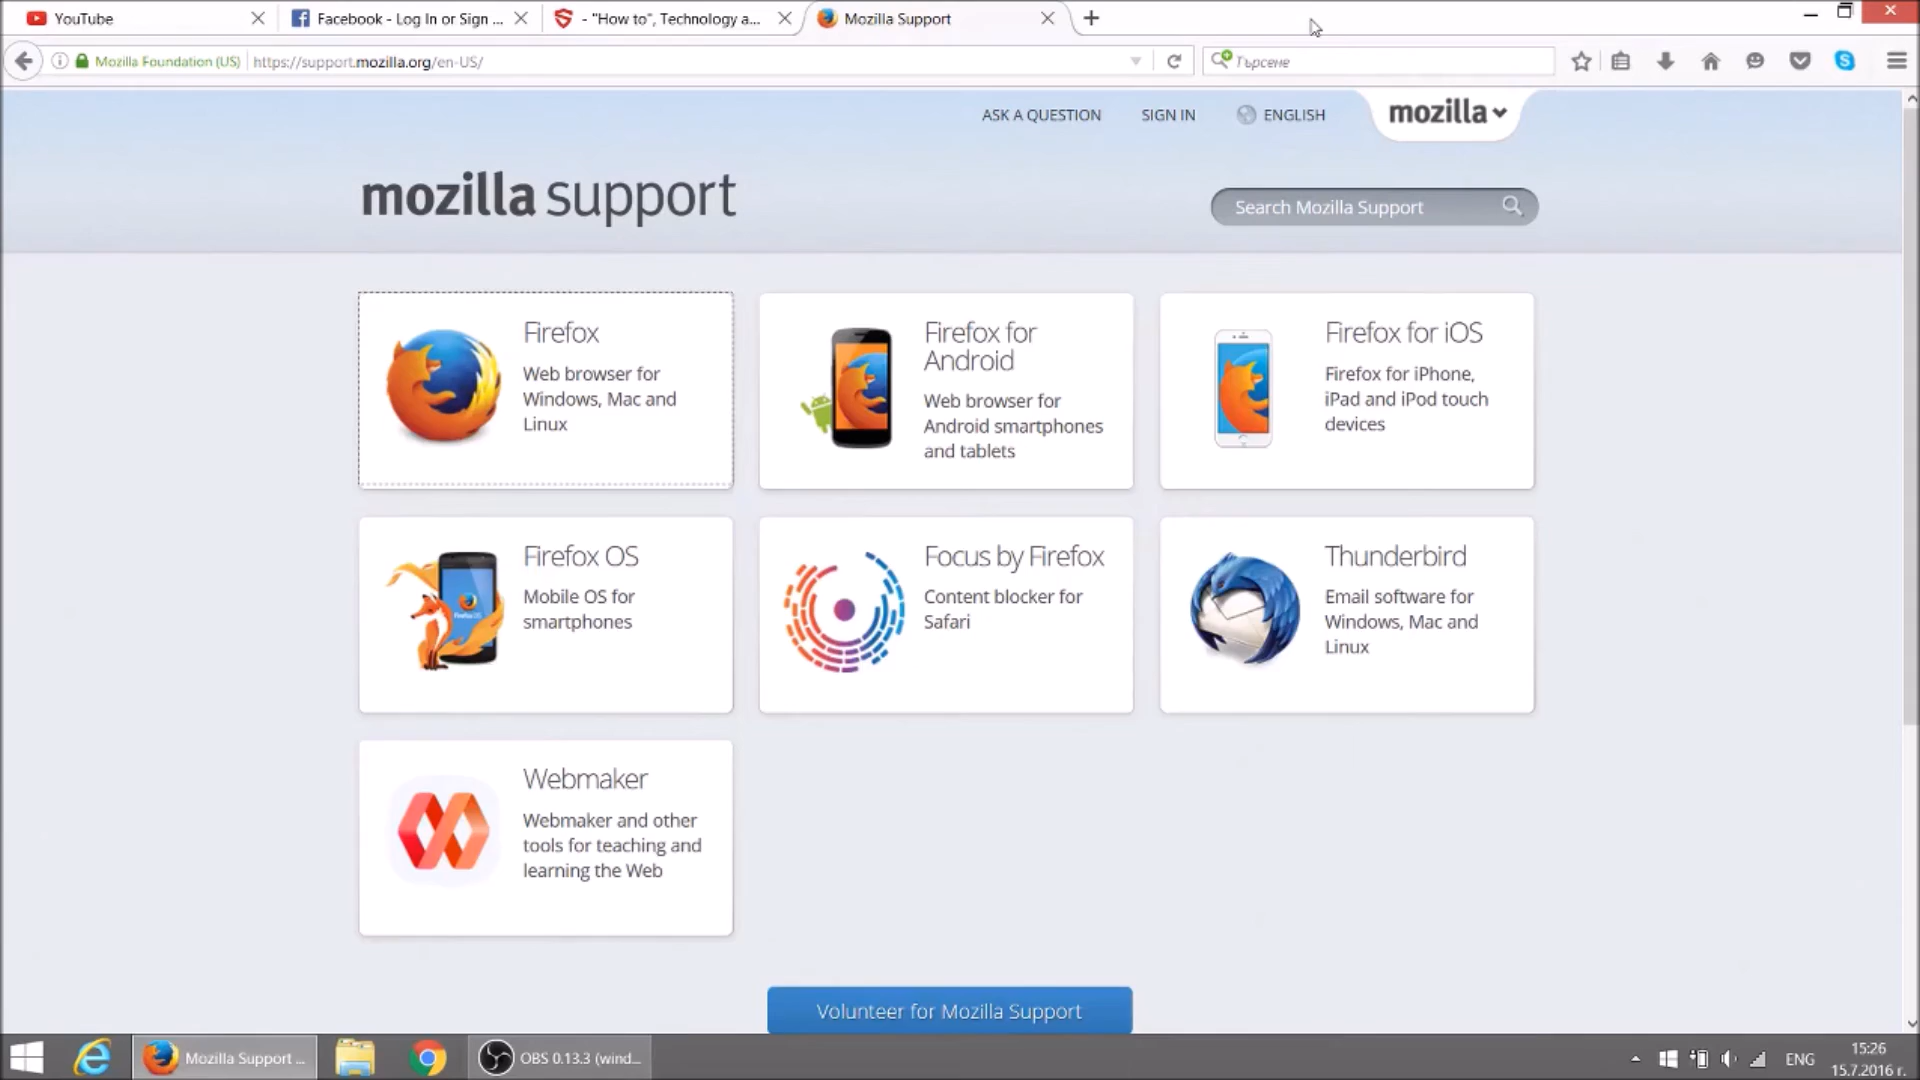 YouTube
Facebook - Log In or Sign ...
- "How to", Technology a...
Mozilla Support
Mozilla Foundation (US)
https://support.mozilla.org/en-US/
Търсене
ASK A QUESTION
SIGN IN
ENGLISH
mozilla
mozilla support
Search Mozilla Support
Firefox
Web browser for
Windows, Mac and
Linux
Firefox for
Android
Web browser for
Android smartphones
and tablets
Firefox for iOS
Firefox for iPhone,
iPad and iPod touch
devices
Firefox OS
Mobile OS for
smartphones
Focus by Firefox
Content blocker for
Safari
Thunderbird
Email software for
Windows, Mac and
Linux
Webmaker
Webmaker and other
tools for teaching and
learning the Web
Volunteer for Mozilla Support
Mozilla Support ...
OBS 0.13.3 (wind...
ENG
15:26
15.7.2016 г.